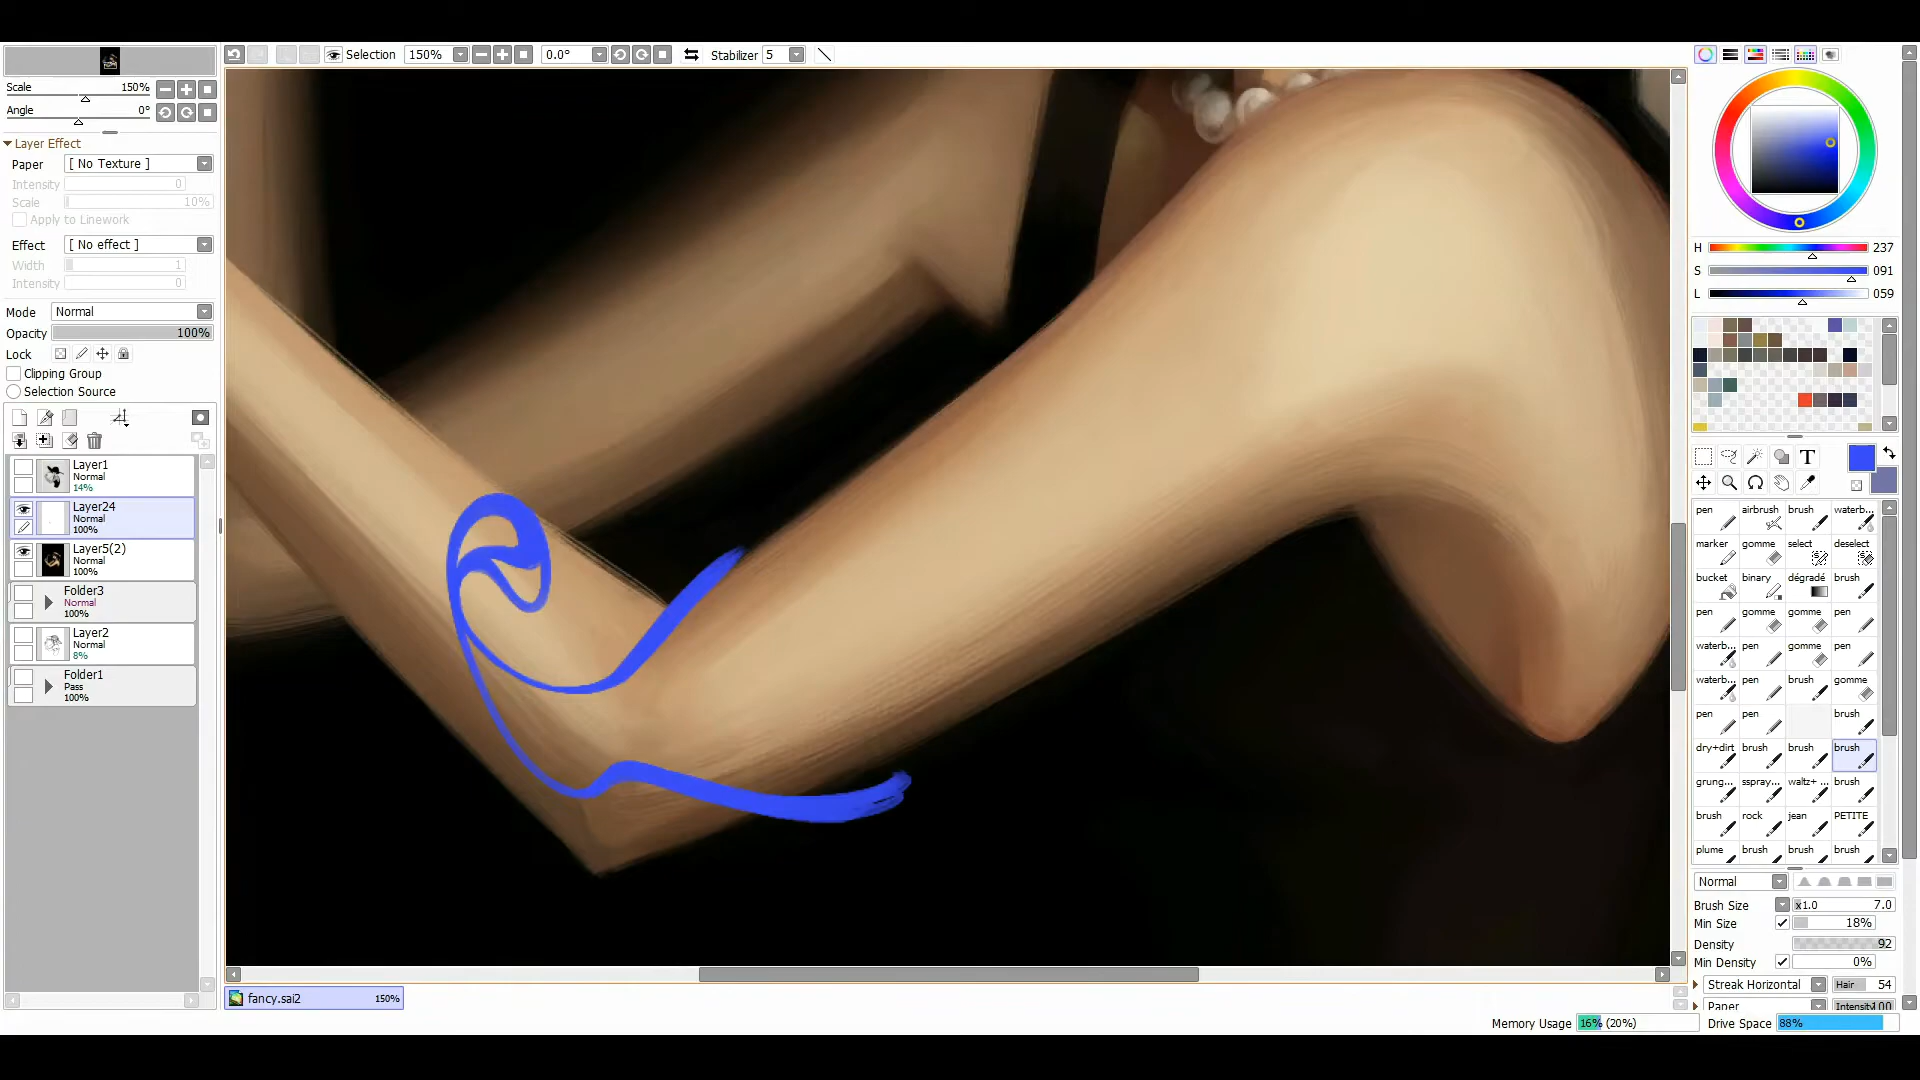 Selection 150% 0.0° Stabilizer 5
Scale 150%
Angle 0°
Layer Effect
Paper [ No Texture ]
Intensity 0
Scale 10%
Apply to Linework
Effect [ No effect ]
Width 1
Intensity 0
Mode Normal
Opacity 100%
Lock
Clipping Group
Selection Source
Layer1
Normal
14%
Layer24
Normal
100%
Layer5(2)
Normal
100%
Folder3
Normal
100%
Layer2
Normal
8%
Folder1
Pass
100%
H 237
S 091
L 059
T
pen airbrush brush waterb...
marker gomme select deselect
bucket binary dégradé brush
pen gomme gomme pen
waterb... pen gomme pen
waterb... pen brush gomme
pen pen brush
dry+dirt brush brush brush
grung... sspray... waltz+ ... brush
brush rock jean PETITE
plume brush brush brush
Normal
Brush Size x1.0 7.0
Min Size 18%
Density 92
Min Density 0%
Streak Horizontal Hair 54
Paper Intensity 100
fancy.sai2 150%
Memory Usage 16% (20%) Drive Space 88%